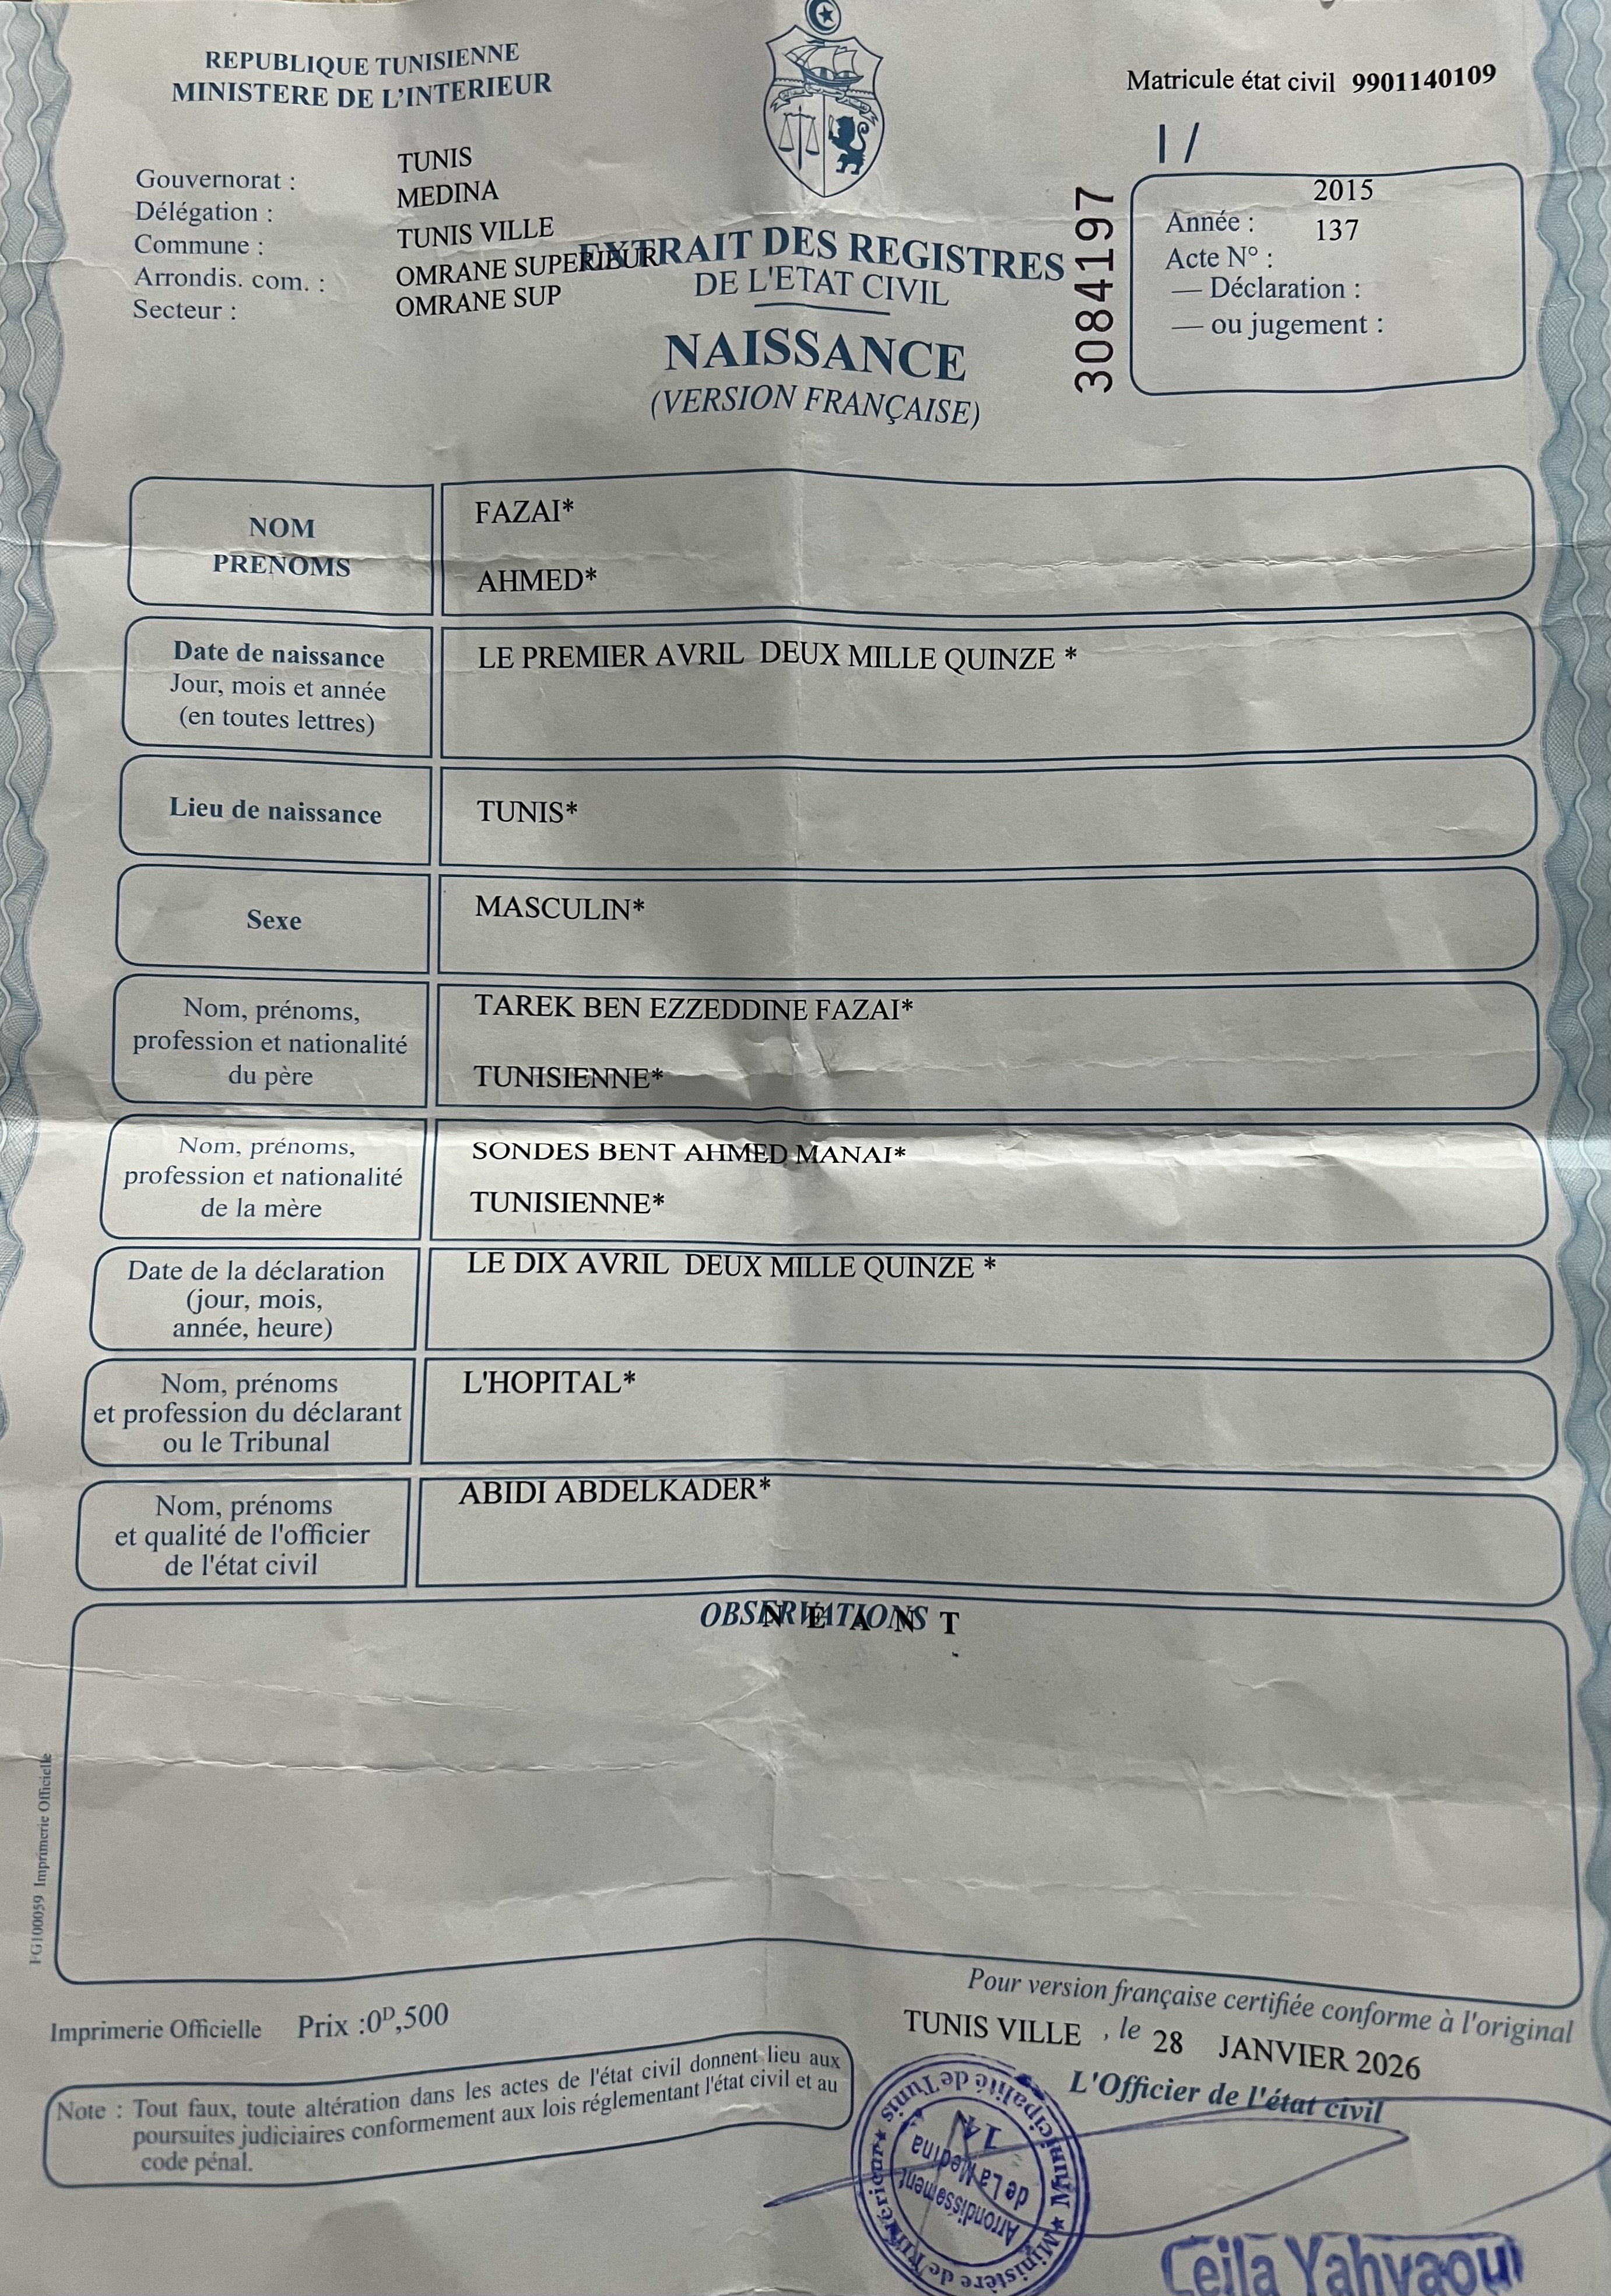 REPUBLIQUE TUNISIENNE
MINISTERE DE L'INTERIEUR
Matricule état civil 9901140109
1 /
Gouvernorat : TUNIS
Délégation : MEDINA
Commune : TUNIS VILLE
Arrondis. com. : OMRANE SUPERIEUR
Secteur : OMRANE SUP
EXTRAIT DES REGISTRES
DE L'ETAT CIVIL
NAISSANCE
(VERSION FRANÇAISE)
3084197
Année : 2015
Acte N° : 137
— Déclaration :
— ou jugement :
NOM FAZAI*
PRENOMS AHMED*
Date de naissance LE PREMIER AVRIL DEUX MILLE QUINZE *
Jour, mois et année
(en toutes lettres)
Lieu de naissance TUNIS*
Sexe MASCULIN*
Nom, prénoms, TAREK BEN EZZEDDINE FAZAI*
profession et nationalité
du père TUNISIENNE*
Nom, prénoms, SONDES BENT AHMED MANAI*
profession et nationalité
de la mère TUNISIENNE*
Date de la déclaration LE DIX AVRIL DEUX MILLE QUINZE *
(jour, mois,
année, heure)
Nom, prénoms L'HOPITAL*
et profession du déclarant
ou le Tribunal
Nom, prénoms ABIDI ABDELKADER*
et qualité de l'officier
de l'état civil
OBSERVATIONS
N E A N T
FG100059 Imprimerie Officielle
Imprimerie Officielle Prix :0ᴰ,500
Pour version française certifiée conforme à l'original
TUNIS VILLE , le 28 JANVIER 2026
L'Officier de l'état civil
Note : Tout faux, toute altération dans les actes de l'état civil donnent lieu aux
poursuites judiciaires conformement aux lois réglementant l'état civil et au
code pénal.
Ministère de l'Intérieur ★ Municipalité de Tunis ★
Arrondissement
de La Medina
14
Leila Yahyaoui